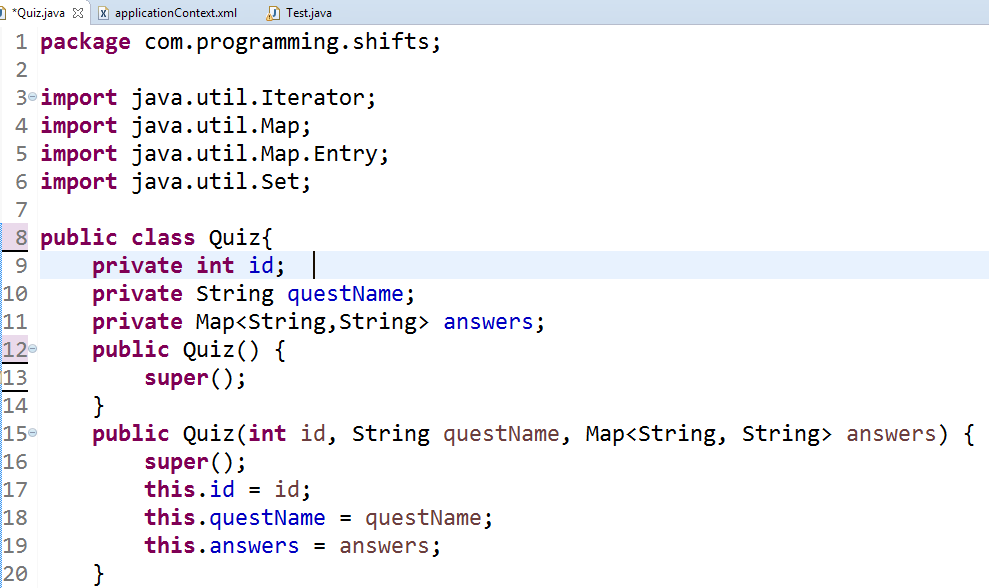 *Quiz.java applicationContext.xml Test.java
1 package com.programming.shifts;
2
3 import java.util.Iterator;
4 import java.util.Map;
5 import java.util.Map.Entry;
6 import java.util.Set;
7
8 public class Quiz{
9 private int id;
10 private String questName;
11 private Map<String,String> answers;
12 public Quiz() {
13 super();
14 }
15 public Quiz(int id, String questName, Map<String, String> answers) {
16 super();
17 this.id = id;
18 this.questName = questName;
19 this.answers = answers;
20 }